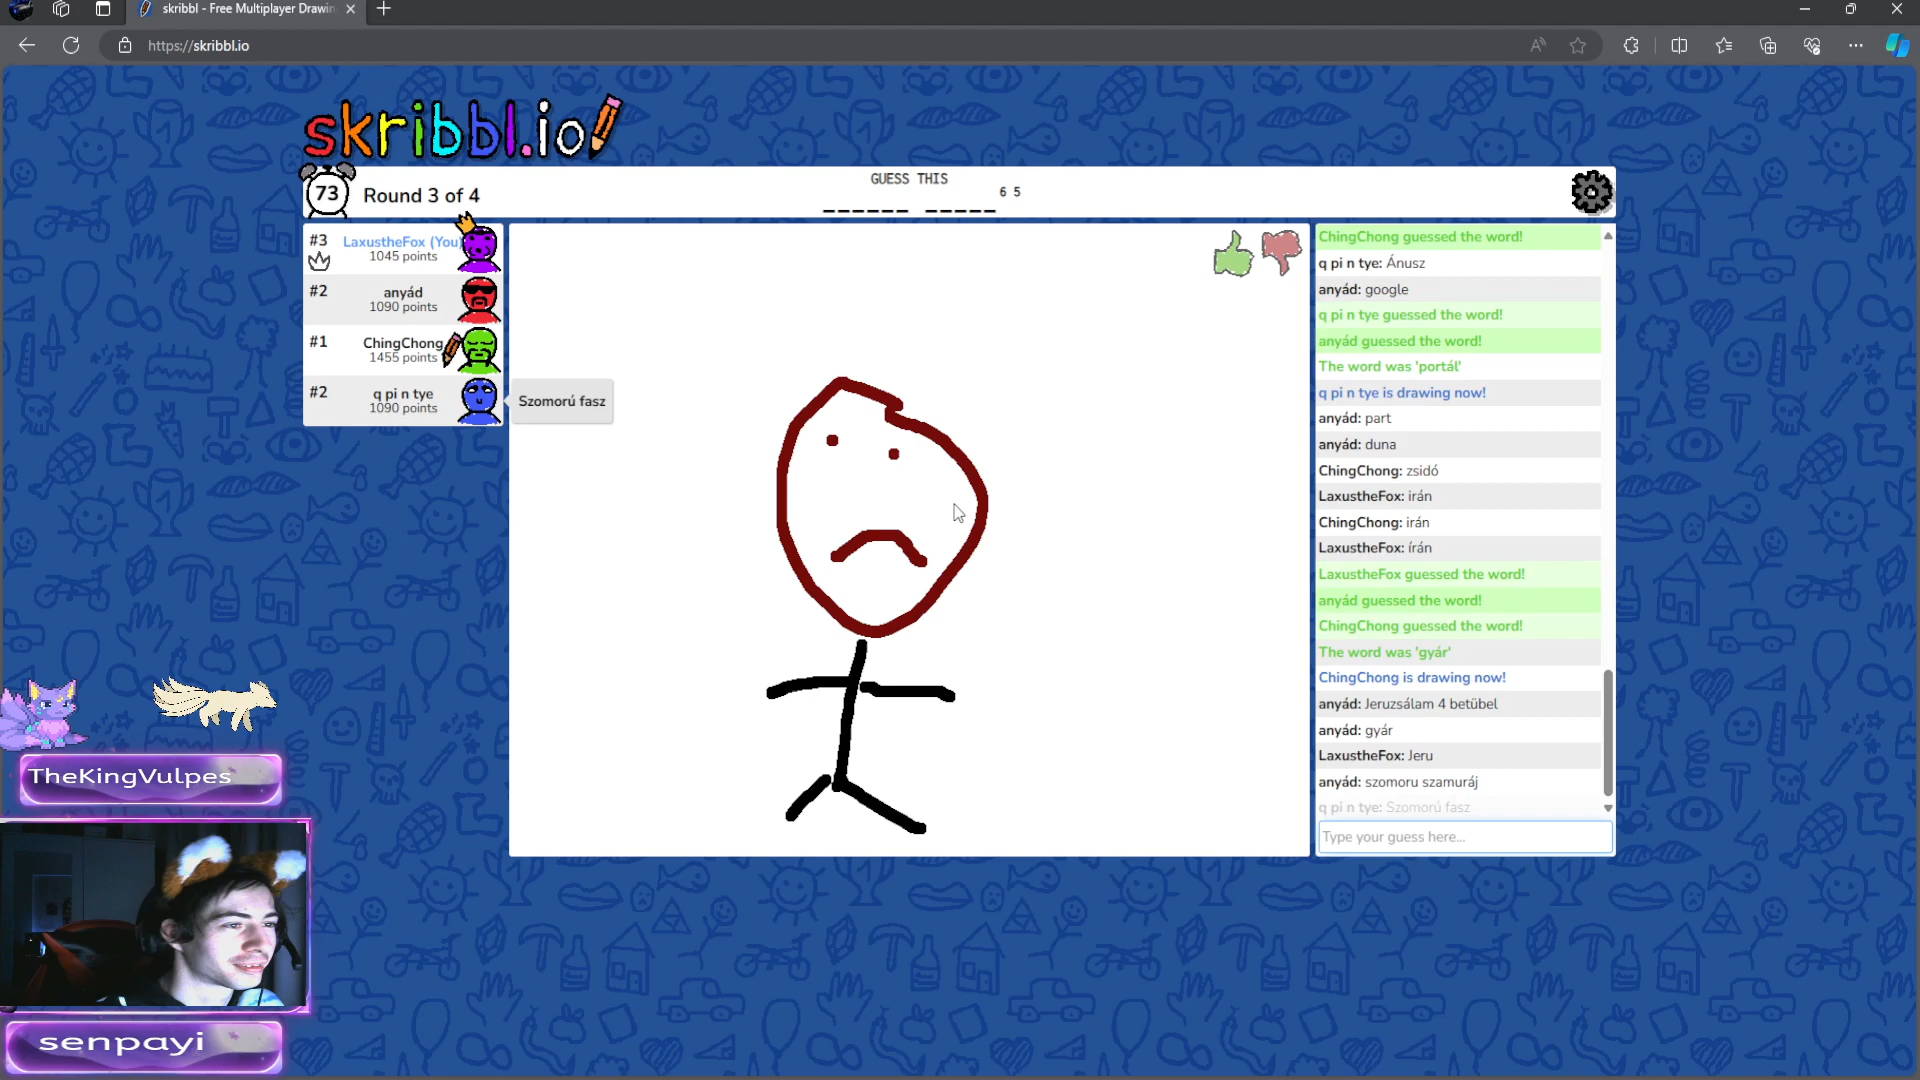 skribbl - Free Multiplayer Drawin
https://skribbl.io
skribbl.io
73
Round 3 of 4
GUESS THIS
______ _____ 6 5
#3 LaxustheFox (You)
1045 points
#2 anyád
1090 points
#1 ChingChong
1455 points
#2 q pi n tye
1090 points
Szomorú fasz
ChingChong guessed the word!
q pi n tye: Ánusz
anyád: google
q pi n tye guessed the word!
anyád guessed the word!
The word was 'portál'
q pi n tye is drawing now!
anyád: part
anyád: duna
ChingChong: zsidó
LaxustheFox: irán
ChingChong: irán
LaxustheFox: írán
LaxustheFox guessed the word!
anyád guessed the word!
ChingChong guessed the word!
The word was 'gyár'
ChingChong is drawing now!
anyád: Jeruzsálam 4 betübel
anyád: gyár
LaxustheFox: Jeru
anyád: szomoru szamuráj
q pi n tye: Szomorú fasz
Type your guess here...
TheKingVulpes
senpayi